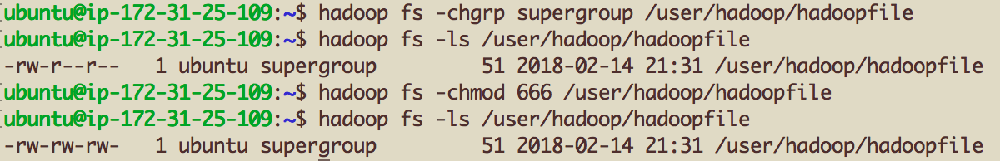 [ubuntu@ip-172-31-25-109:~$ hadoop fs -chgrp supergroup /user/hadoop/hadoopfile
[ubuntu@ip-172-31-25-109:~$ hadoop fs -ls /user/hadoop/hadoopfile
-rw-r--r--   1 ubuntu supergroup         51 2018-02-14 21:31 /user/hadoop/hadoopfile
[ubuntu@ip-172-31-25-109:~$ hadoop fs -chmod 666 /user/hadoop/hadoopfile
[ubuntu@ip-172-31-25-109:~$ hadoop fs -ls /user/hadoop/hadoopfile
-rw-rw-rw-   1 ubuntu supergroup         51 2018-02-14 21:31 /user/hadoop/hadoopfile